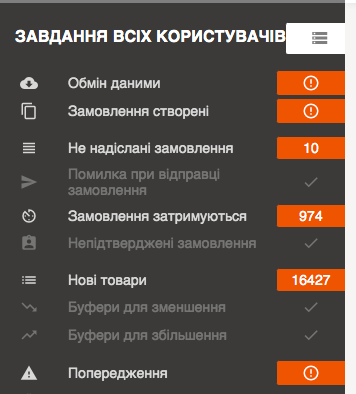 ЗАВДАННЯ ВСІХ КОРИСТУВАЧІВ
Обмін даними
Замовлення створені
Не надіслані замовлення 10
Помилка при відправці
замовлення
Замовлення затримуються 974
Непідтверджені замовлення
Нові товари 16427
Буфери для зменшення
Буфери для збільшення
Попередження